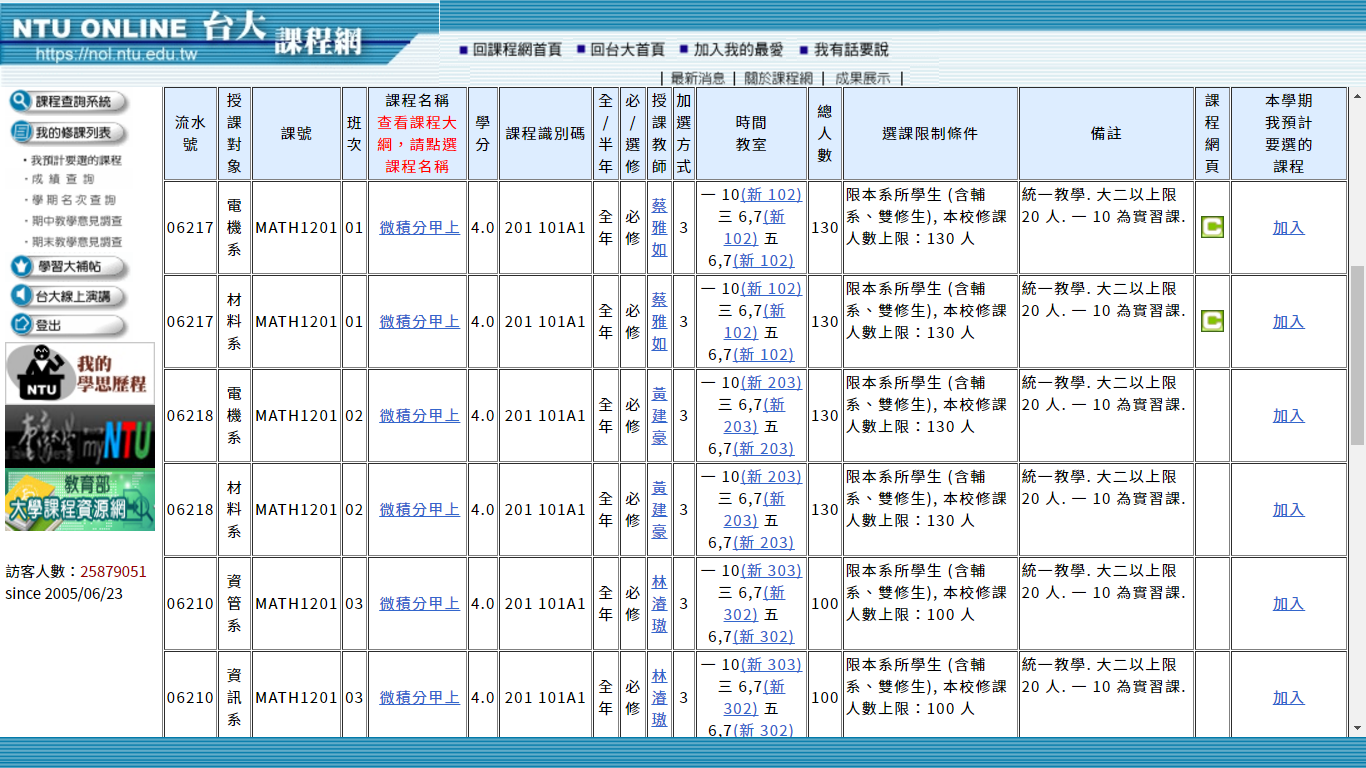 NTU ONLINE 台大課程網
https://nol.ntu.edu.tw
回課程網首頁 回台大首頁 加入我的最愛 我有話要說
| 最新消息 | 關於課程網 | 成果展示 |
課程查詢系統
我的修課列表
・我預計要選的課程
・成績查詢
・學期名次查詢
・期中教學意見調查
・期末教學意見調查
學習大補帖
台大線上演講
登出
我的
學思歷程
NTU
myNTU
教育部
大學課程資源網
訪客人數：25879051
since 2005/06/23
流水號 授課對象 課號 班次 課程名稱 查看課程大綱，請點選課程名稱 學分 課程識別碼 全/半年 必/選修 授課教師 加選方式 時間教室 總人數 選課限制條件 備註 課程網頁 本學期我預計要選的課程
06217 電機系 MATH1201 01 微積分甲上 4.0 201 101A1 全年 必修 蔡雅如 3 一 10(新 102) 三 6,7(新 102) 五 6,7(新 102) 130 限本系所學生 (含輔系、雙修生), 本校修課人數上限：130 人 統一教學. 大二以上限 20 人. 一 10 為實習課. 加入
06217 材料系 MATH1201 01 微積分甲上 4.0 201 101A1 全年 必修 蔡雅如 3 一 10(新 102) 三 6,7(新 102) 五 6,7(新 102) 130 限本系所學生 (含輔系、雙修生), 本校修課人數上限：130 人 統一教學. 大二以上限 20 人. 一 10 為實習課. 加入
06218 電機系 MATH1201 02 微積分甲上 4.0 201 101A1 全年 必修 黃建豪 3 一 10(新 203) 三 6,7(新 203) 五 6,7(新 203) 130 限本系所學生 (含輔系、雙修生), 本校修課人數上限：130 人 統一教學. 大二以上限 20 人. 一 10 為實習課. 加入
06218 材料系 MATH1201 02 微積分甲上 4.0 201 101A1 全年 必修 黃建豪 3 一 10(新 203) 三 6,7(新 203) 五 6,7(新 203) 130 限本系所學生 (含輔系、雙修生), 本校修課人數上限：130 人 統一教學. 大二以上限 20 人. 一 10 為實習課. 加入
06210 資管系 MATH1201 03 微積分甲上 4.0 201 101A1 全年 必修 林濬璈 3 一 10(新 303) 三 6,7(新 302) 五 6,7(新 302) 100 限本系所學生 (含輔系、雙修生), 本校修課人數上限：100 人 統一教學. 大二以上限 20 人. 一 10 為實習課. 加入
06210 資訊系 MATH1201 03 微積分甲上 4.0 201 101A1 全年 必修 林濬璈 3 一 10(新 303) 三 6,7(新 302) 五 6,7(新 302) 100 限本系所學生 (含輔系、雙修生), 本校修課人數上限：100 人 統一教學. 大二以上限 20 人. 一 10 為實習課. 加入